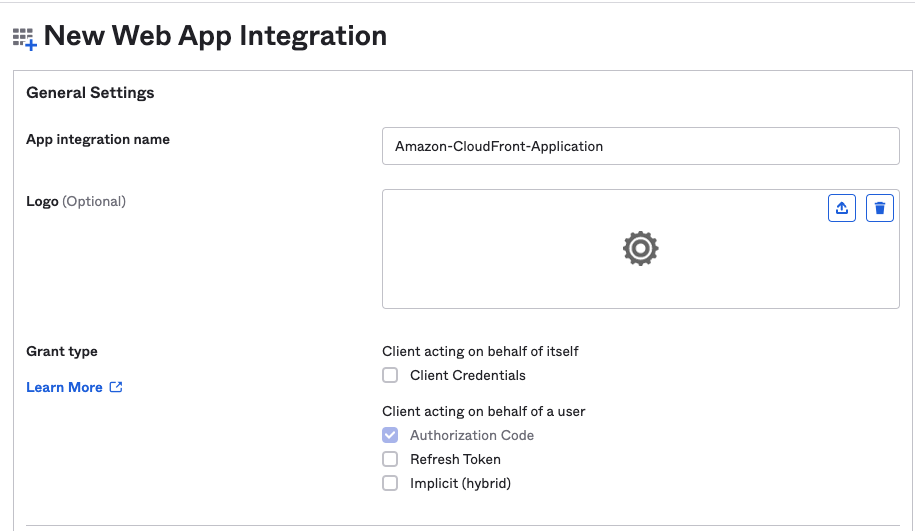 New Web App Integration
General Settings
App integration name
Amazon-CloudFront-Application
Logo (Optional)
Grant type
Learn More
Client acting on behalf of itself
Client Credentials
Client acting on behalf of a user
Authorization Code
Refresh Token
Implicit (hybrid)